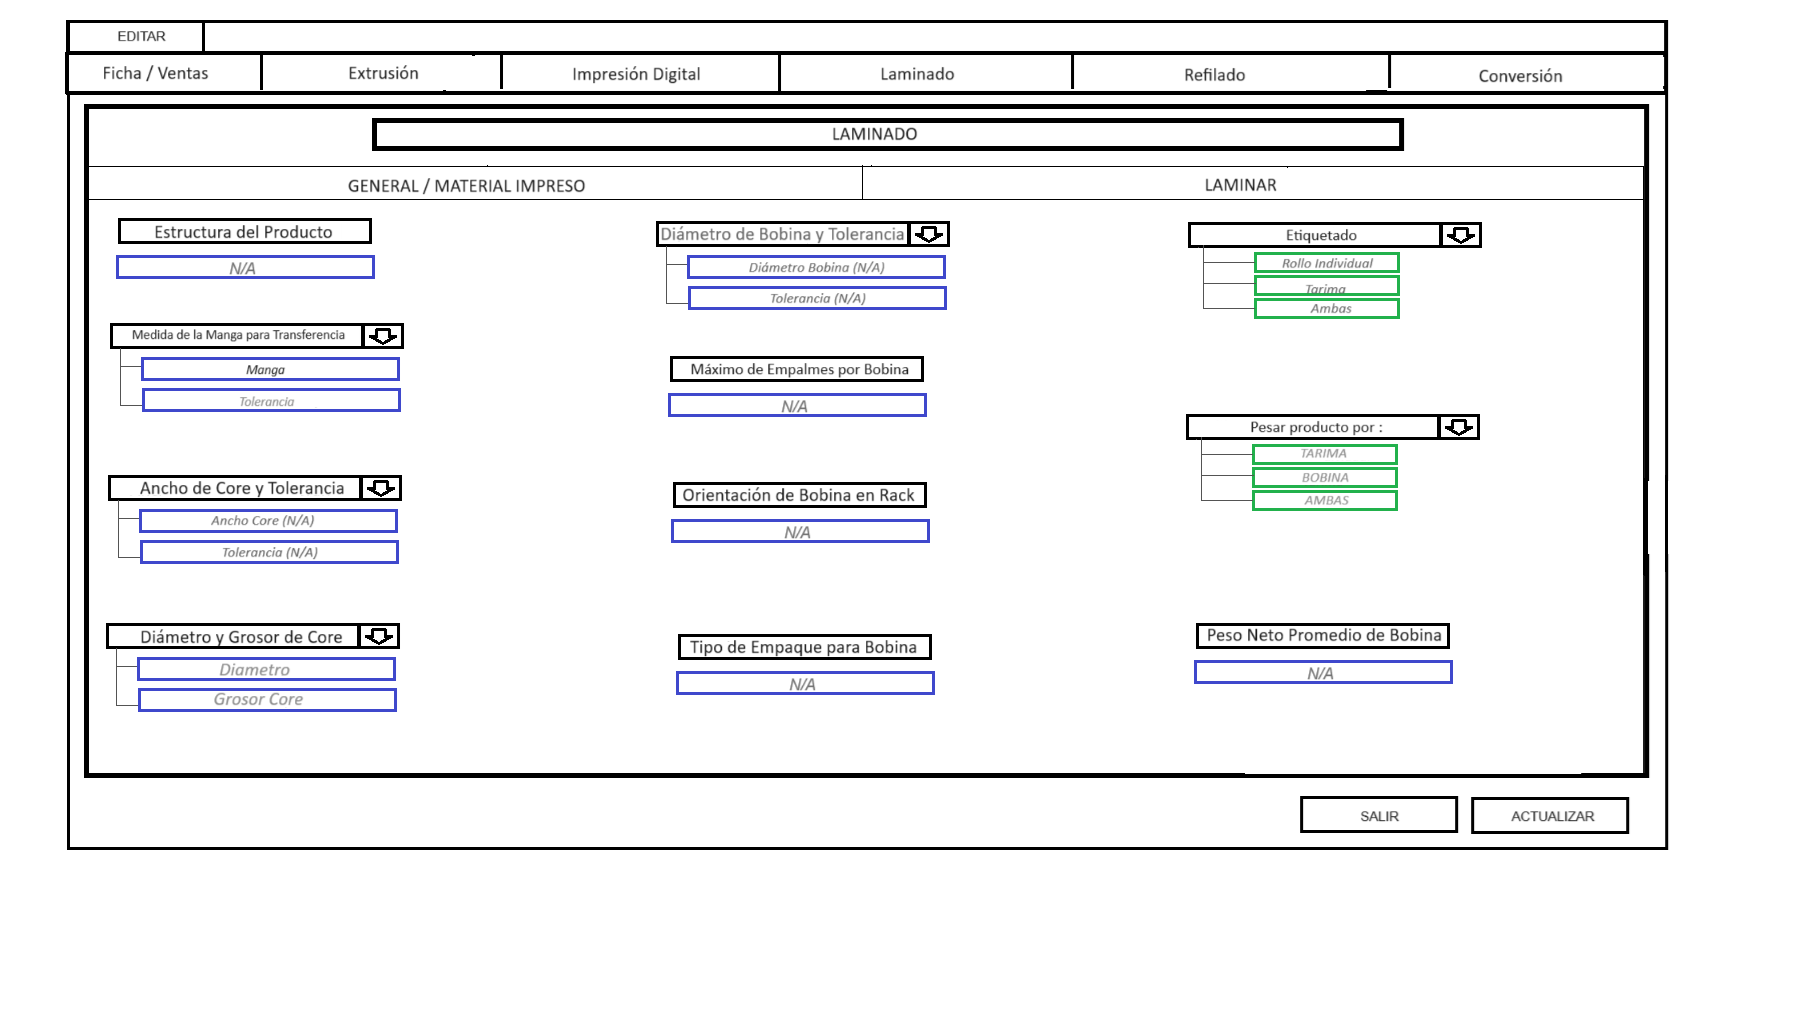 EDITAR
Ficha / Ventas
Extrusión
Impresión Digital
Laminado
Refilado
Conversión
LAMINADO
GENERAL / MATERIAL IMPRESO
LAMINAR
Estructura del Producto
N/A
Medida de la Manga para Transferencia
Manga
Tolerancia
Ancho de Core y Tolerancia
Ancho Core (N/A)
Tolerancia (N/A)
Diámetro y Grosor de Core
Diametro
Grosor Core
Diámetro de Bobina y Tolerancia
Diámetro Bobina (N/A)
Tolerancia (N/A)
Máximo de Empalmes por Bobina
N/A
Orientación de Bobina en Rack
N/A
Tipo de Empaque para Bobina
N/A
Etiquetado
Rollo Individual
Tarima
Ambas
Pesar producto por :
TARIMA
BOBINA
AMBAS
Peso Neto Promedio de Bobina
N/A
SALIR
ACTUALIZAR